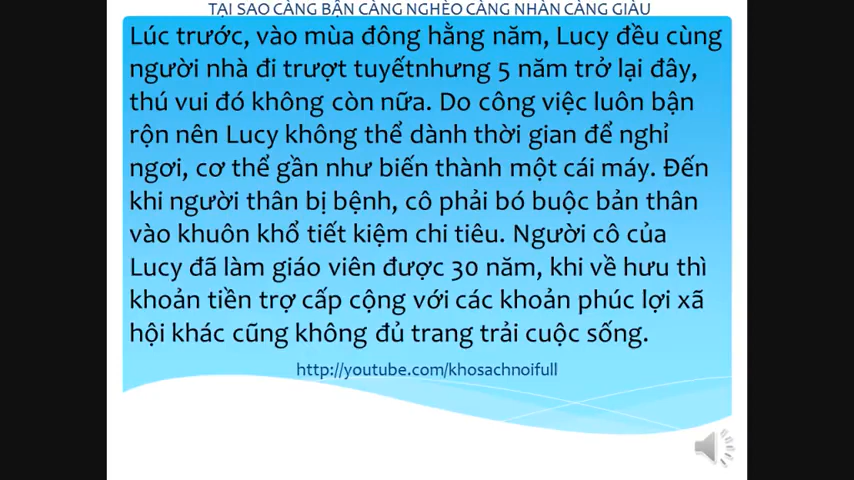 TẠI SAO CÀNG BẬN CÀNG NGHÈO CÀNG NHÀN CÀNG GIÀU
Lúc trước, vào mùa đông hằng năm, Lucy đều cùng
người nhà đi trượt tuyếtnhưng 5 năm trở lại đây,
thú vui đó không còn nữa. Do công việc luôn bận
rộn nên Lucy không thể dành thời gian để nghỉ
ngơi, cơ thể gần như biến thành một cái máy. Đến
khi người thân bị bệnh, cô phải bó buộc bản thân
vào khuôn khổ tiết kiệm chi tiêu. Người cô của
Lucy đã làm giáo viên được 30 năm, khi về hưu thì
khoản tiền trợ cấp cộng với các khoản phúc lợi xã
hội khác cũng không đủ trang trải cuộc sống.
http://youtube.com/khosachnoifull